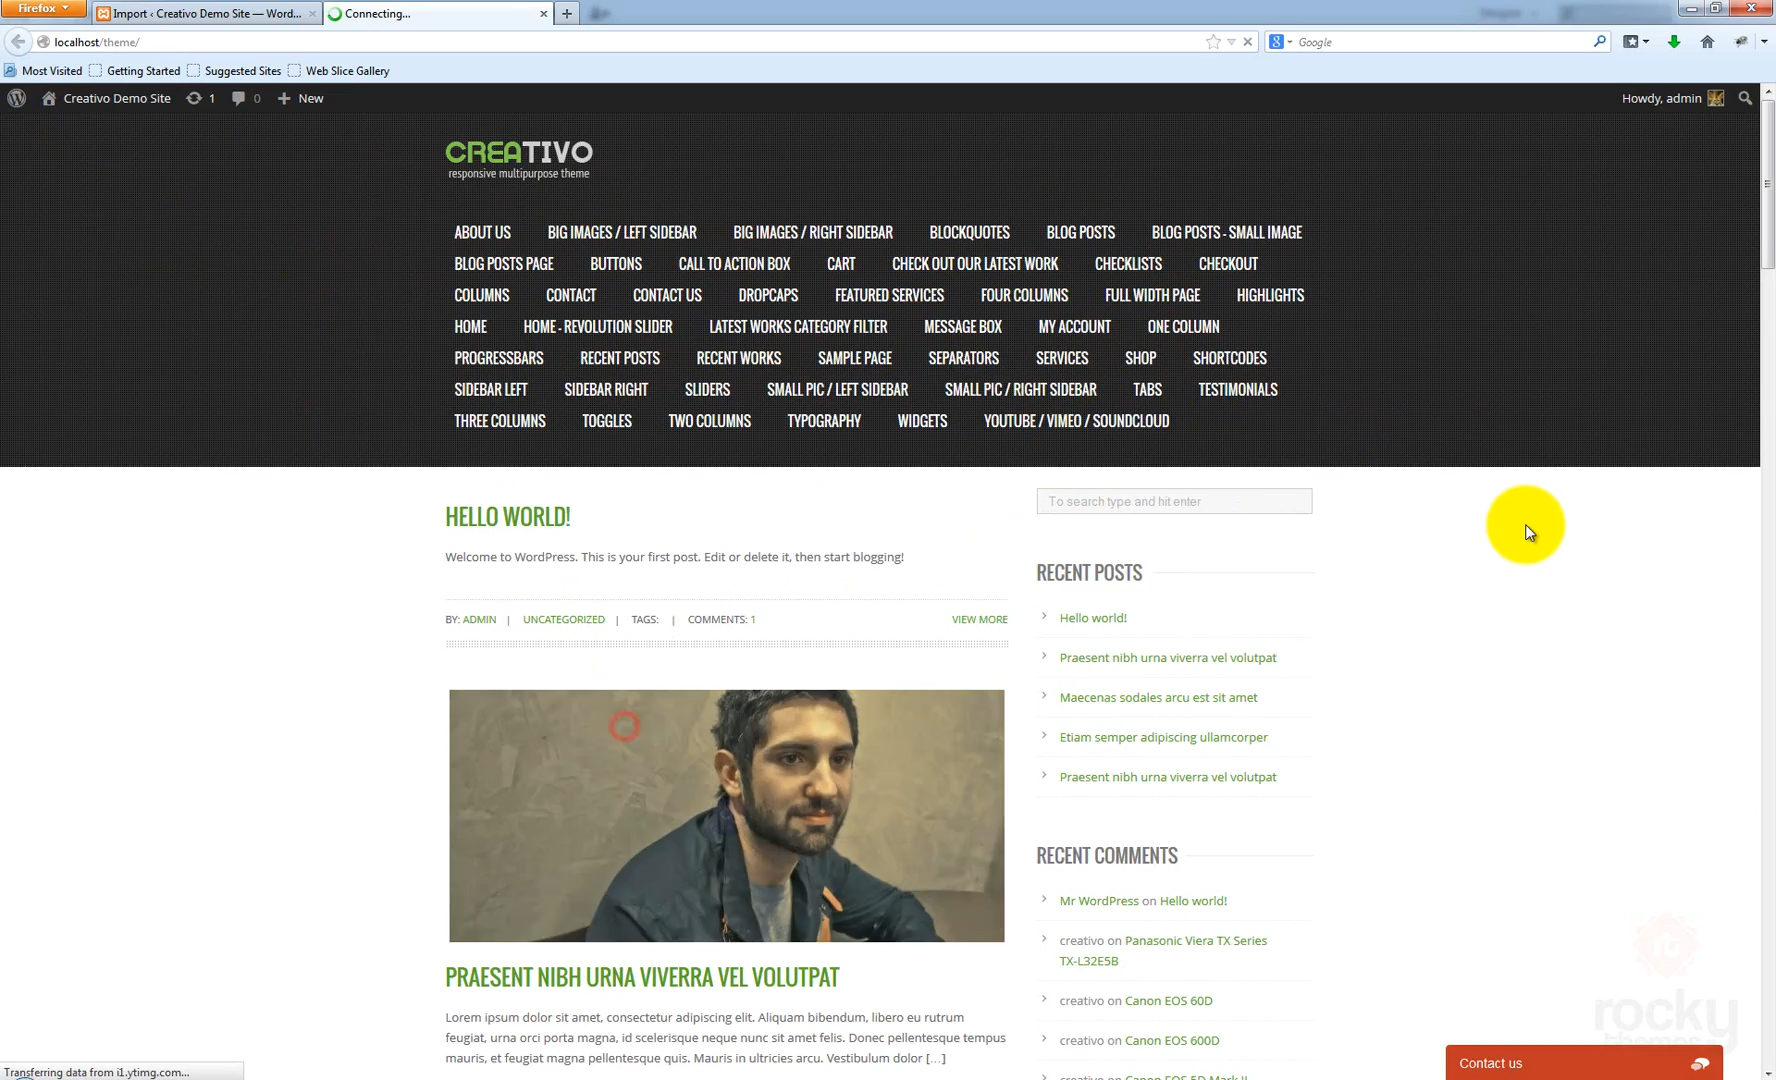 Firefox
Import ‹ Creativo Demo Site — Word...
Connecting...
localhost/theme/
Google
Most Visited
Getting Started
Suggested Sites
Web Slice Gallery
Creativo Demo Site
1
0
New
Howdy, admin
CREATIVO
responsive multipurpose theme
ABOUT US BIG IMAGES / LEFT SIDEBAR BIG IMAGES / RIGHT SIDEBAR BLOCKQUOTES BLOG POSTS BLOG POSTS - SMALL IMAGE
BLOG POSTS PAGE BUTTONS CALL TO ACTION BOX CART CHECK OUT OUR LATEST WORK CHECKLISTS CHECKOUT
COLUMNS CONTACT CONTACT US DROPCAPS FEATURED SERVICES FOUR COLUMNS FULL WIDTH PAGE HIGHLIGHTS
HOME HOME - REVOLUTION SLIDER LATEST WORKS CATEGORY FILTER MESSAGE BOX MY ACCOUNT ONE COLUMN
PROGRESSBARS RECENT POSTS RECENT WORKS SAMPLE PAGE SEPARATORS SERVICES SHOP SHORTCODES
SIDEBAR LEFT SIDEBAR RIGHT SLIDERS SMALL PIC / LEFT SIDEBAR SMALL PIC / RIGHT SIDEBAR TABS TESTIMONIALS
THREE COLUMNS TOGGLES TWO COLUMNS TYPOGRAPHY WIDGETS YOUTUBE / VIMEO / SOUNDCLOUD
HELLO WORLD!
Welcome to WordPress. This is your first post. Edit or delete it, then start blogging!
BY: ADMIN | UNCATEGORIZED | TAGS: | COMMENTS: 1 VIEW MORE
PRAESENT NIBH URNA VIVERRA VEL VOLUTPAT
Lorem ipsum dolor sit amet, consectetur adipiscing elit. Aliquam bibendum, libero eu rutrum
feugiat, urna orci porta magna, id scelerisque neque nunc sit amet felis. Donec pellentesque tempus
mauris, et feugiat magna pellentesque quis. Mauris in ultricies arcu. Vestibulum dolor [...]
To search type and hit enter
RECENT POSTS
Hello world!
Praesent nibh urna viverra vel volutpat
Maecenas sodales arcu est sit amet
Etiam semper adipiscing ullamcorper
Praesent nibh urna viverra vel volutpat
RECENT COMMENTS
Mr WordPress on Hello world!
creativo on Panasonic Viera TX Series
TX-L32E5B
creativo on Canon EOS 60D
creativo on Canon EOS 600D
creativo on Canon EOS 5D Mark II
rocky
themes
Contact us
Transferring data from i1.ytimg.com...